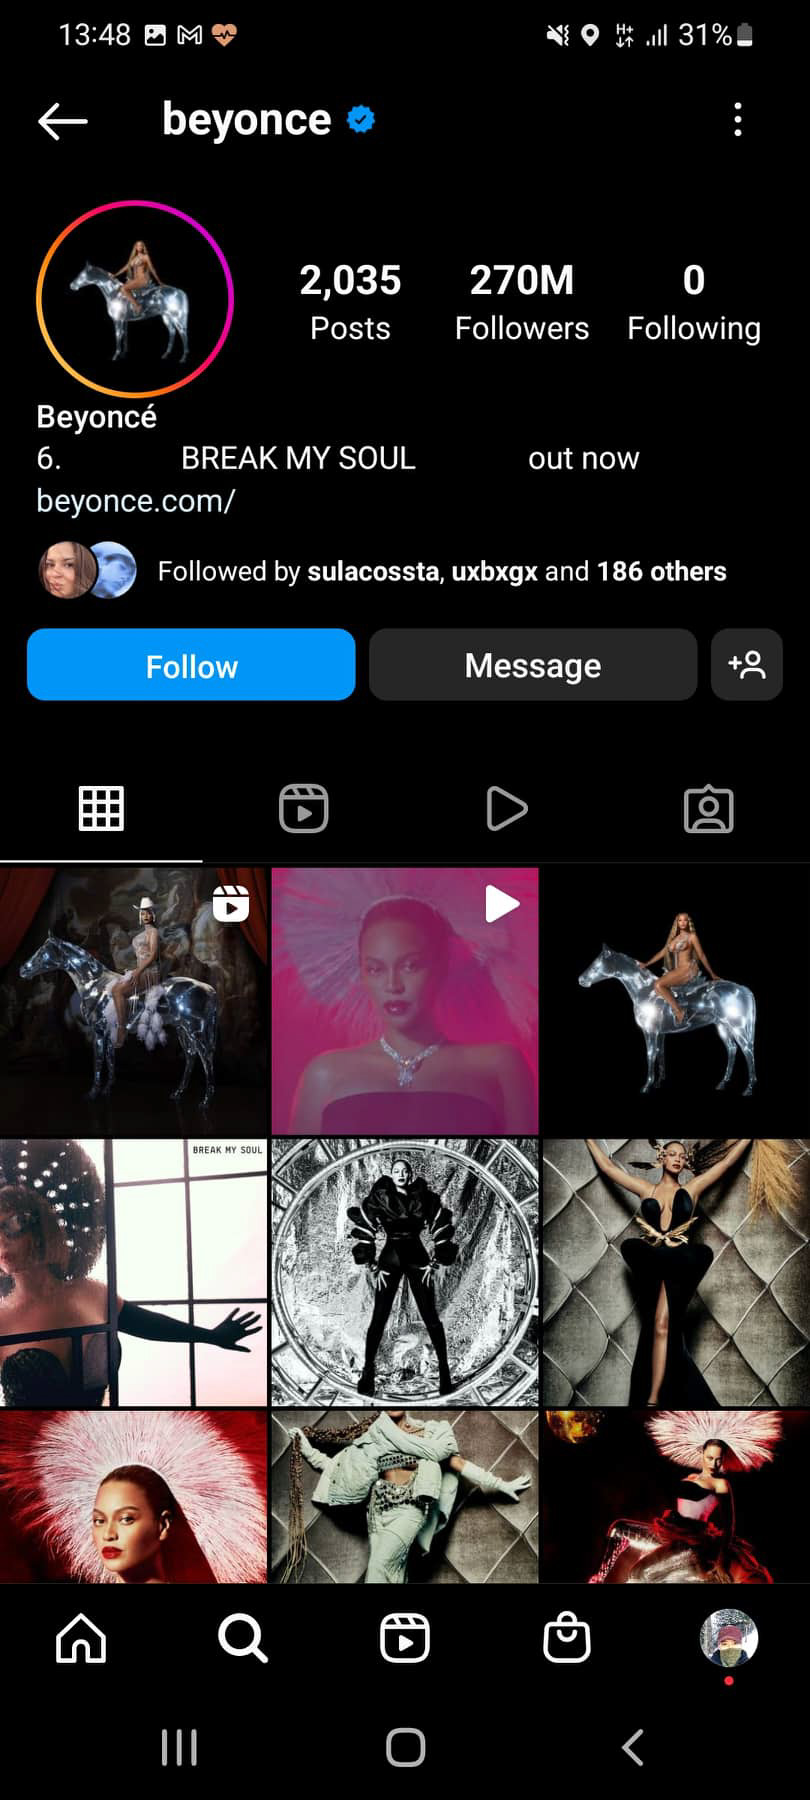 13:48 31%
beyonce
2,035 270M 0
Posts Followers Following
Beyoncé
6. BREAK MY SOUL out now
beyonce.com/
Followed by sulacossta, uxbxgx and 186 others
Follow Message
BREAK MY SOUL